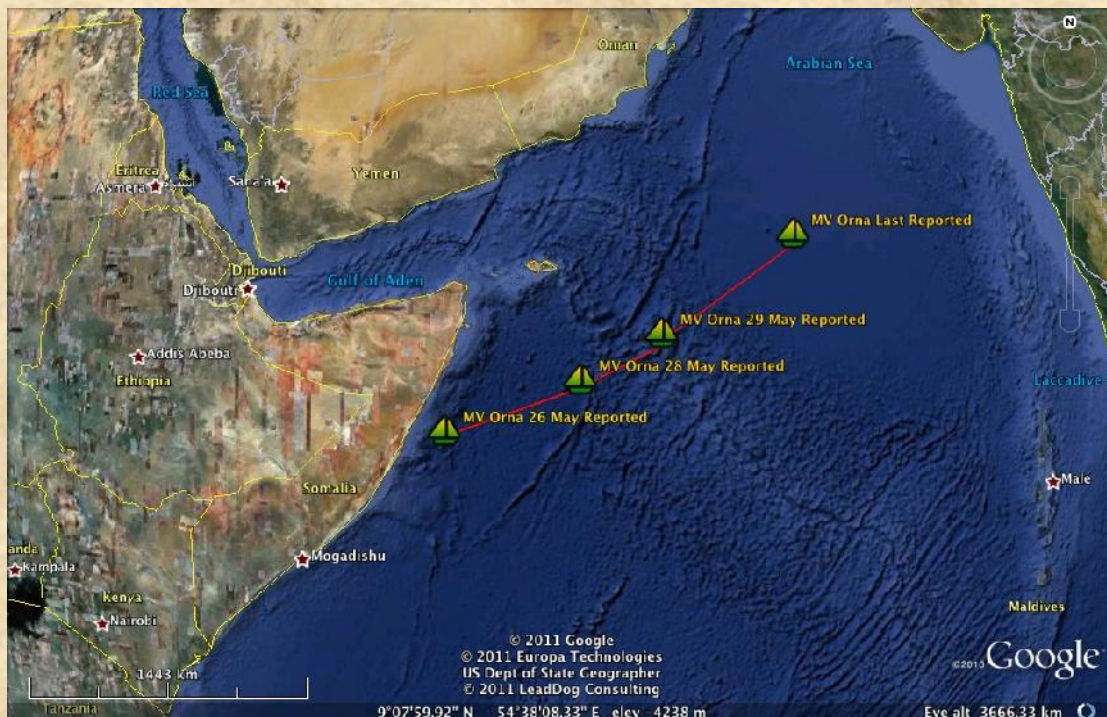 N
Oman
Arabian Sea
Red Sea
Eritrea
Asmera
Sana'a
Yemen
MV Orna Last Reported
Djibouti
Gulf of Aden
Djibouti
MV Orna 29 May Reported
Addis Abeba
MV Orna 28 May Reported
Ethiopia
Laccadive
MV Orna 26 May Reported
Somalia
Male
Mogadishu
anda
Kampala
Kenya
Nairobi
Maldives
© 2011 Google
© 2011 Europa Technologies
US Dept of State Geographer
© 2011 LeadDog Consulting
©2010 Google
1443 km
Tanzania
9°07'59.92" N 54°38'08.33" E elev -4238 m
Eye alt 3666.33 km